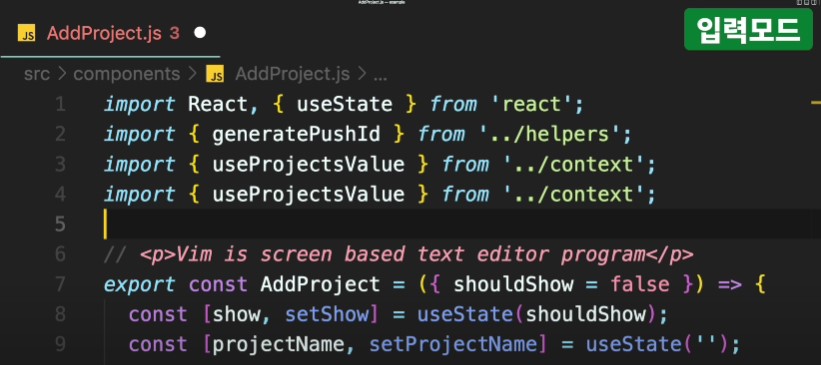 AddProject.js — example
JS AddProject.js 3
입력모드
src > components > JS AddProject.js > ...
1 import React, { useState } from 'react';
2 import { generatePushId } from '../helpers';
3 import { useProjectsValue } from '../context';
4 import { useProjectsValue } from '../context';
5
6 // <p>Vim is screen based text editor program</p>
7 export const AddProject = ({ shouldShow = false }) => {
8 const [show, setShow] = useState(shouldShow);
9 const [projectName, setProjectName] = useState('');